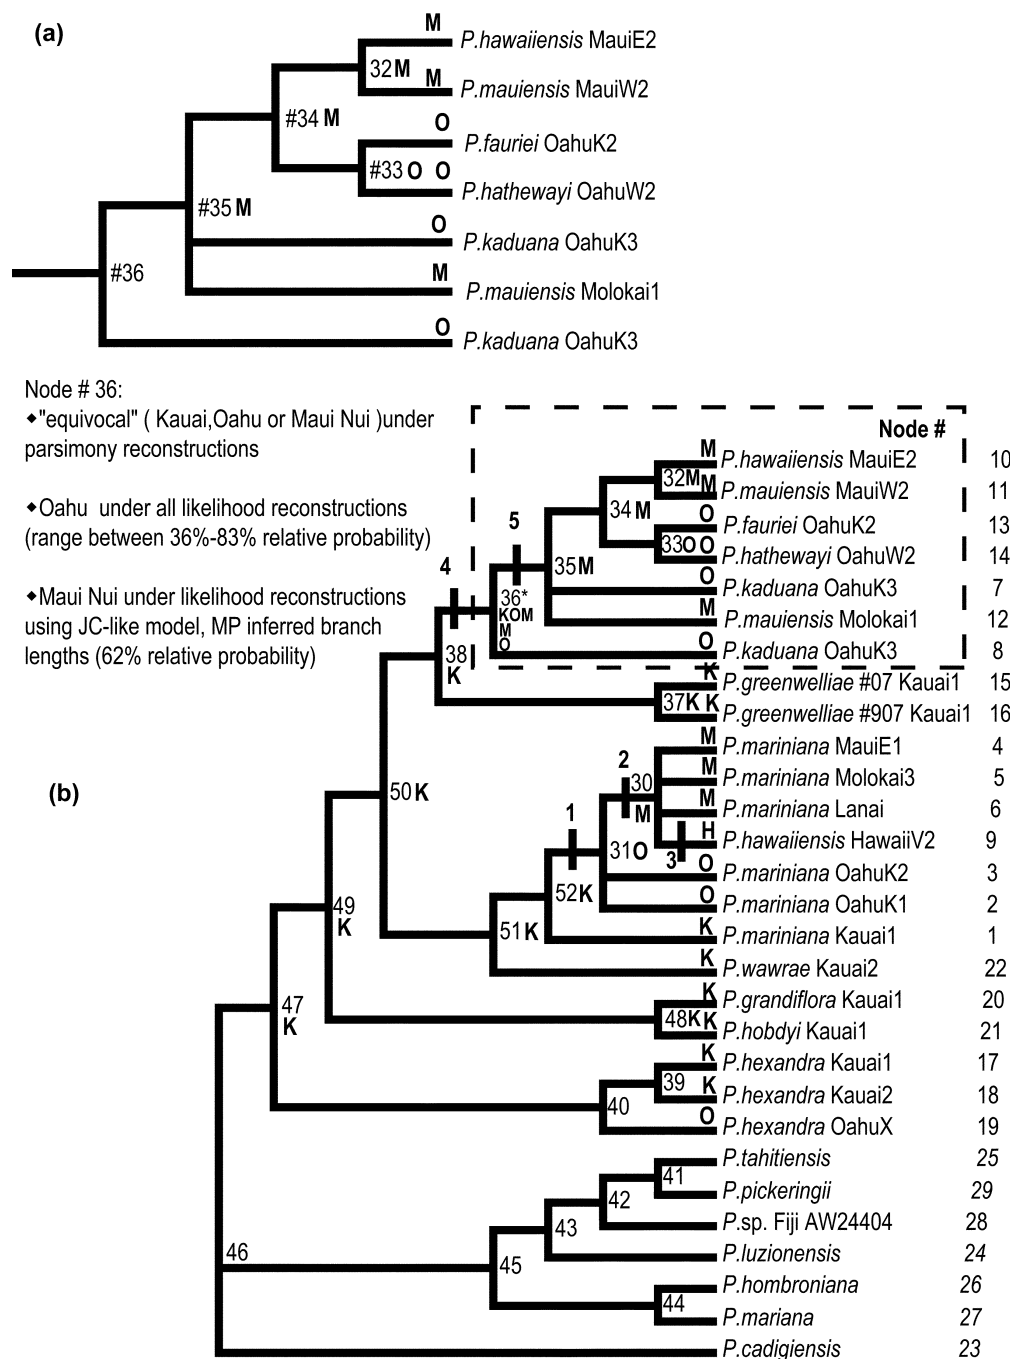 (a)
M
P.hawaiiensis MauiE2
32 M
M
P.mauiensis MauiW2
#34 M
O
P.fauriei OahuK2
#33 O O
P.hathewayi OahuW2
#35 M
O
P.kaduana OahuK3
#36
M
P.mauiensis Molokai1
O
P.kaduana OahuK3
Node # 36:
◆"equivocal" ( Kauai,Oahu or Maui Nui )under
parsimony reconstructions
◆Oahu under all likelihood reconstructions
(range between 36%-83% relative probability)
◆Maui Nui under likelihood reconstructions
using JC-like model, MP inferred branch
lengths (62% relative probability)
(b)
Node #
M
P.hawaiiensis MauiE2 10
32M M
P.mauiensis MauiW2 11
34 M
O
P.fauriei OahuK2 13
33O O
P.hathewayi OahuW2 14
5
35M
O
P.kaduana OahuK3 7
4
36*
KOM
M
O
M
P.mauiensis Molokai1 12
O
P.kaduana OahuK3 8
38
K
K
P.greenwelliae #07 Kauai1 15
37K K
P.greenwelliae #907 Kauai1 16
M
P.mariniana MauiE1 4
2
30
M
M
P.mariniana Molokai3 5
50 K
M
P.mariniana Lanai 6
1
H
P.hawaiiensis HawaiiV2 9
31O
3
O
P.mariniana OahuK2 3
52K
O
P.mariniana OahuK1 2
49
K
51 K
K
P.mariniana Kauai1 1
K
P.wawrae Kauai2 22
47
K
K
P.grandiflora Kauai1 20
48K K
P.hobdyi Kauai1 21
K
P.hexandra Kauai1 17
39 K
P.hexandra Kauai2 18
40
O
P.hexandra OahuX 19
P.tahitiensis 25
41
P.pickeringii 29
42
P.sp. Fiji AW24404 28
43
P.luzionensis 24
46
45
P.hombroniana 26
44
P.mariana 27
P.cadigiensis 23